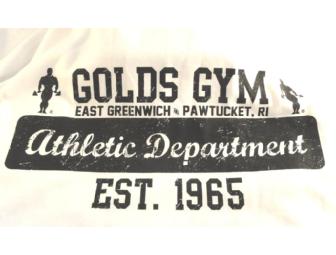 GOLDS GYM
EAST GREENWICH & PAWTUCKET, RI
Athletic Department
EST. 1965